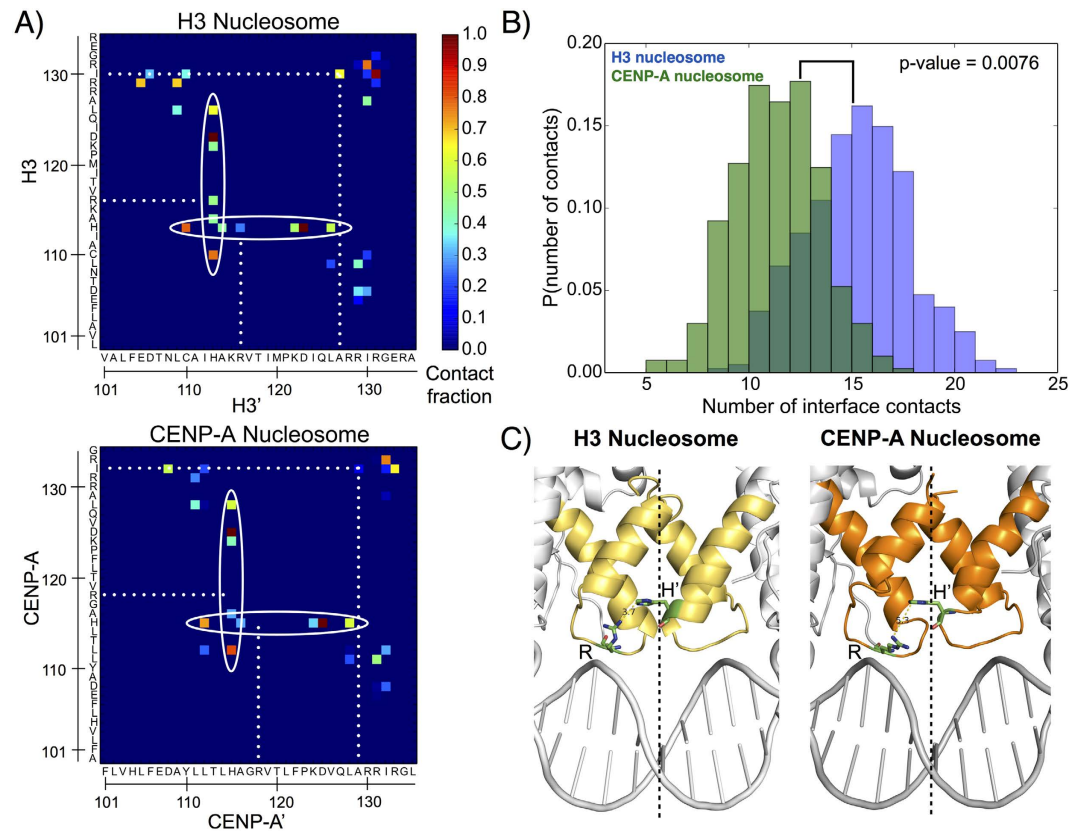 A)
H3 Nucleosome
R
E
G
R
I
R
R
A
L
Q
I
D
K
P
M
I
T
V
R
K
A
H
I
A
C
L
N
T
D
E
F
L
A
V
L
130
120
110
101
H3
V A L F E D T N L C A I H A K R V T I M P K D I Q L A R R I R G E R A
101 110 120 130
H3'
1.0
0.9
0.8
0.7
0.6
0.5
0.4
0.3
0.2
0.1
0.0
Contact
fraction
CENP-A Nucleosome
G
R
I
R
R
A
L
Q
V
D
K
P
F
L
T
V
R
G
A
H
L
T
L
L
Y
A
D
E
F
L
H
V
L
F
A
130
120
110
101
CENP-A
F L V H L F E D A Y L L T L H A G R V T L F P K D V Q L A R R I R G L
101 110 120 130
CENP-A'
B)
H3 nucleosome
CENP-A nucleosome
p-value = 0.0076
0.20
0.15
0.10
0.05
0.00
P(number of contacts)
5 10 15 20 25
Number of interface contacts
C)
H3 Nucleosome
H'
3.7
R
CENP-A Nucleosome
H'
R